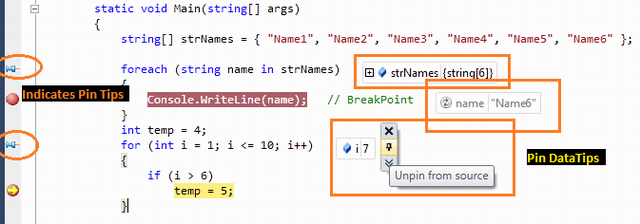 static void Main(string[] args)
{
string[] strNames = { "Name1", "Name2", "Name3", "Name4", "Name5", "Name6" };
foreach (string name in strNames)
strNames {string[6]}
{
Indicates Pin Tips
Console.WriteLine(name); // BreakPoint
name "Name6"
}
int temp = 4;
for (int i = 1; i <= 10; i++)
i 7
{
Pin DataTips
if (i > 6)
Unpin from source
temp = 5;
}